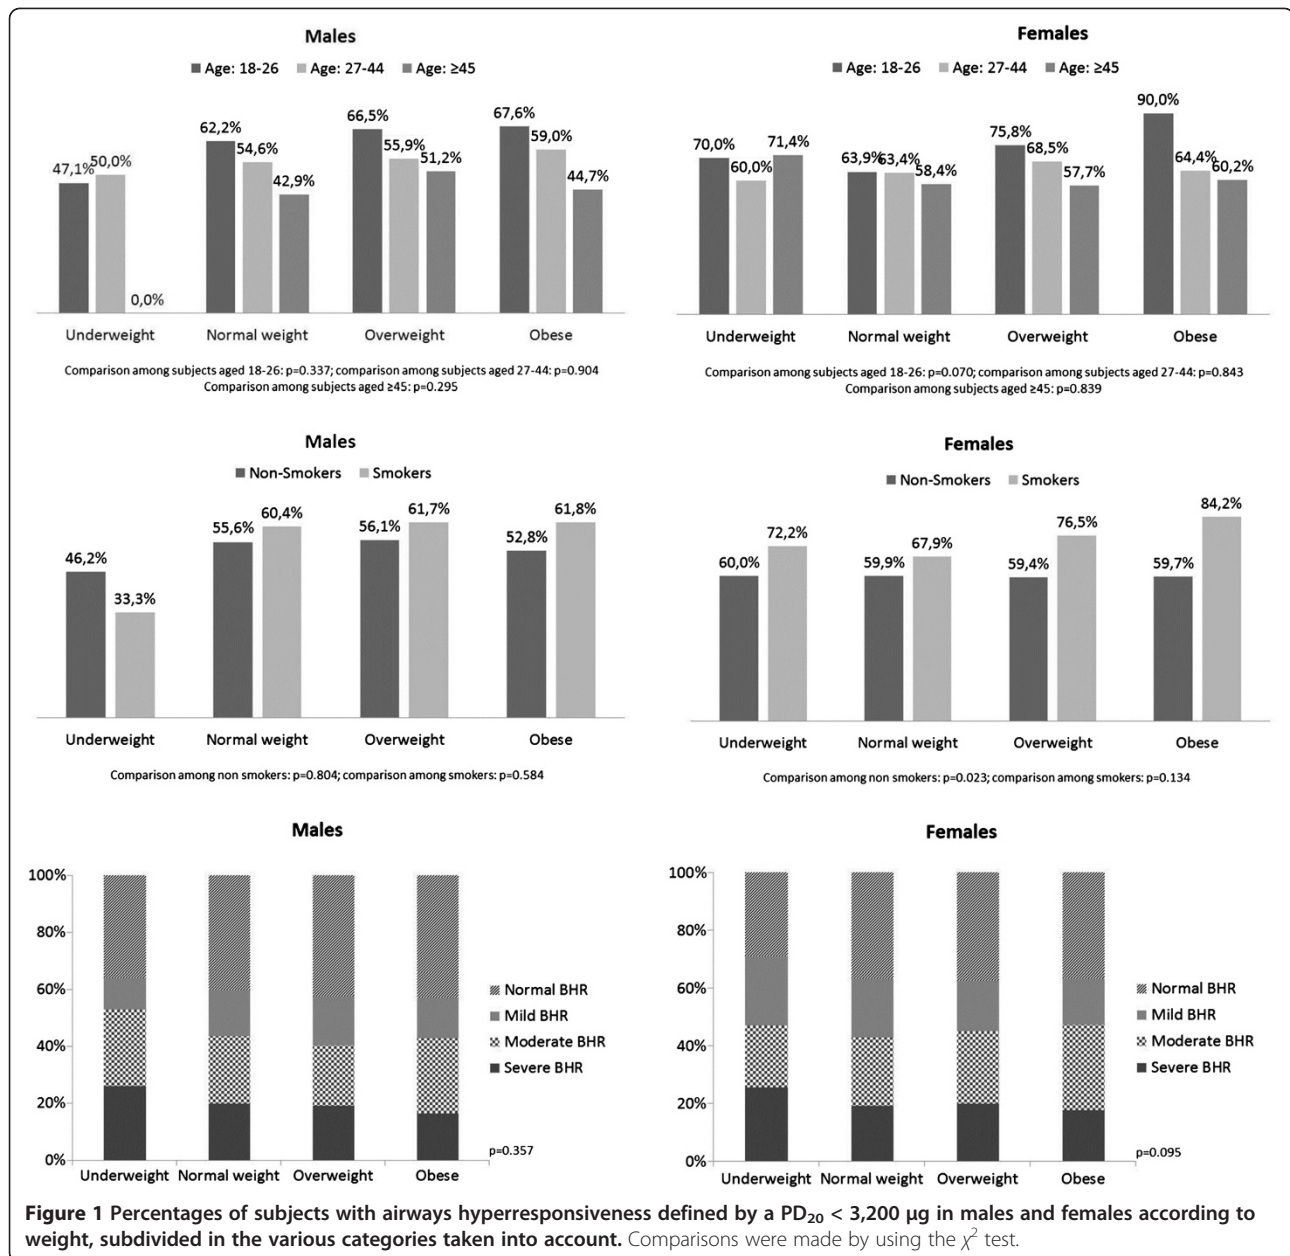 Males
Age: 18-26 Age: 27-44 Age: ≥45
47,1% 50,0% 0,0% 62,2% 54,6% 42,9% 66,5% 55,9% 51,2% 67,6% 59,0% 44,7%
Underweight Normal weight Overweight Obese
Comparison among subjects aged 18-26: p=0.337; comparison among subjects aged 27-44: p=0.904
Comparison among subjects aged ≥45: p=0.295
Females
Age: 18-26 Age: 27-44 Age: ≥45
70,0% 60,0% 71,4% 63,9% 63,4% 58,4% 75,8% 68,5% 57,7% 90,0% 64,4% 60,2%
Underweight Normal weight Overweight Obese
Comparison among subjects aged 18-26: p=0.070; comparison among subjects aged 27-44: p=0.843
Comparison among subjects aged ≥45: p=0.839
Males
Non-Smokers Smokers
46,2% 33,3% 55,6% 60,4% 56,1% 61,7% 52,8% 61,8%
Underweight Normal weight Overweight Obese
Comparison among non smokers: p=0.804; comparison among smokers: p=0.584
Females
Non-Smokers Smokers
60,0% 72,2% 59,9% 67,9% 59,4% 76,5% 59,7% 84,2%
Underweight Normal weight Overweight Obese
Comparison among non smokers: p=0.023; comparison among smokers: p=0.134
Males
100%
80%
60%
40%
20%
0%
Normal BHR
Mild BHR
Moderate BHR
Severe BHR
p=0.357
Underweight Normal weight Overweight Obese
Females
100%
80%
60%
40%
20%
0%
Normal BHR
Mild BHR
Moderate BHR
Severe BHR
p=0.095
Underweight Normal weight Overweight Obese
Figure 1 Percentages of subjects with airways hyperresponsiveness defined by a PD₂₀ < 3,200 μg in males and females according to
weight, subdivided in the various categories taken into account. Comparisons were made by using the χ² test.